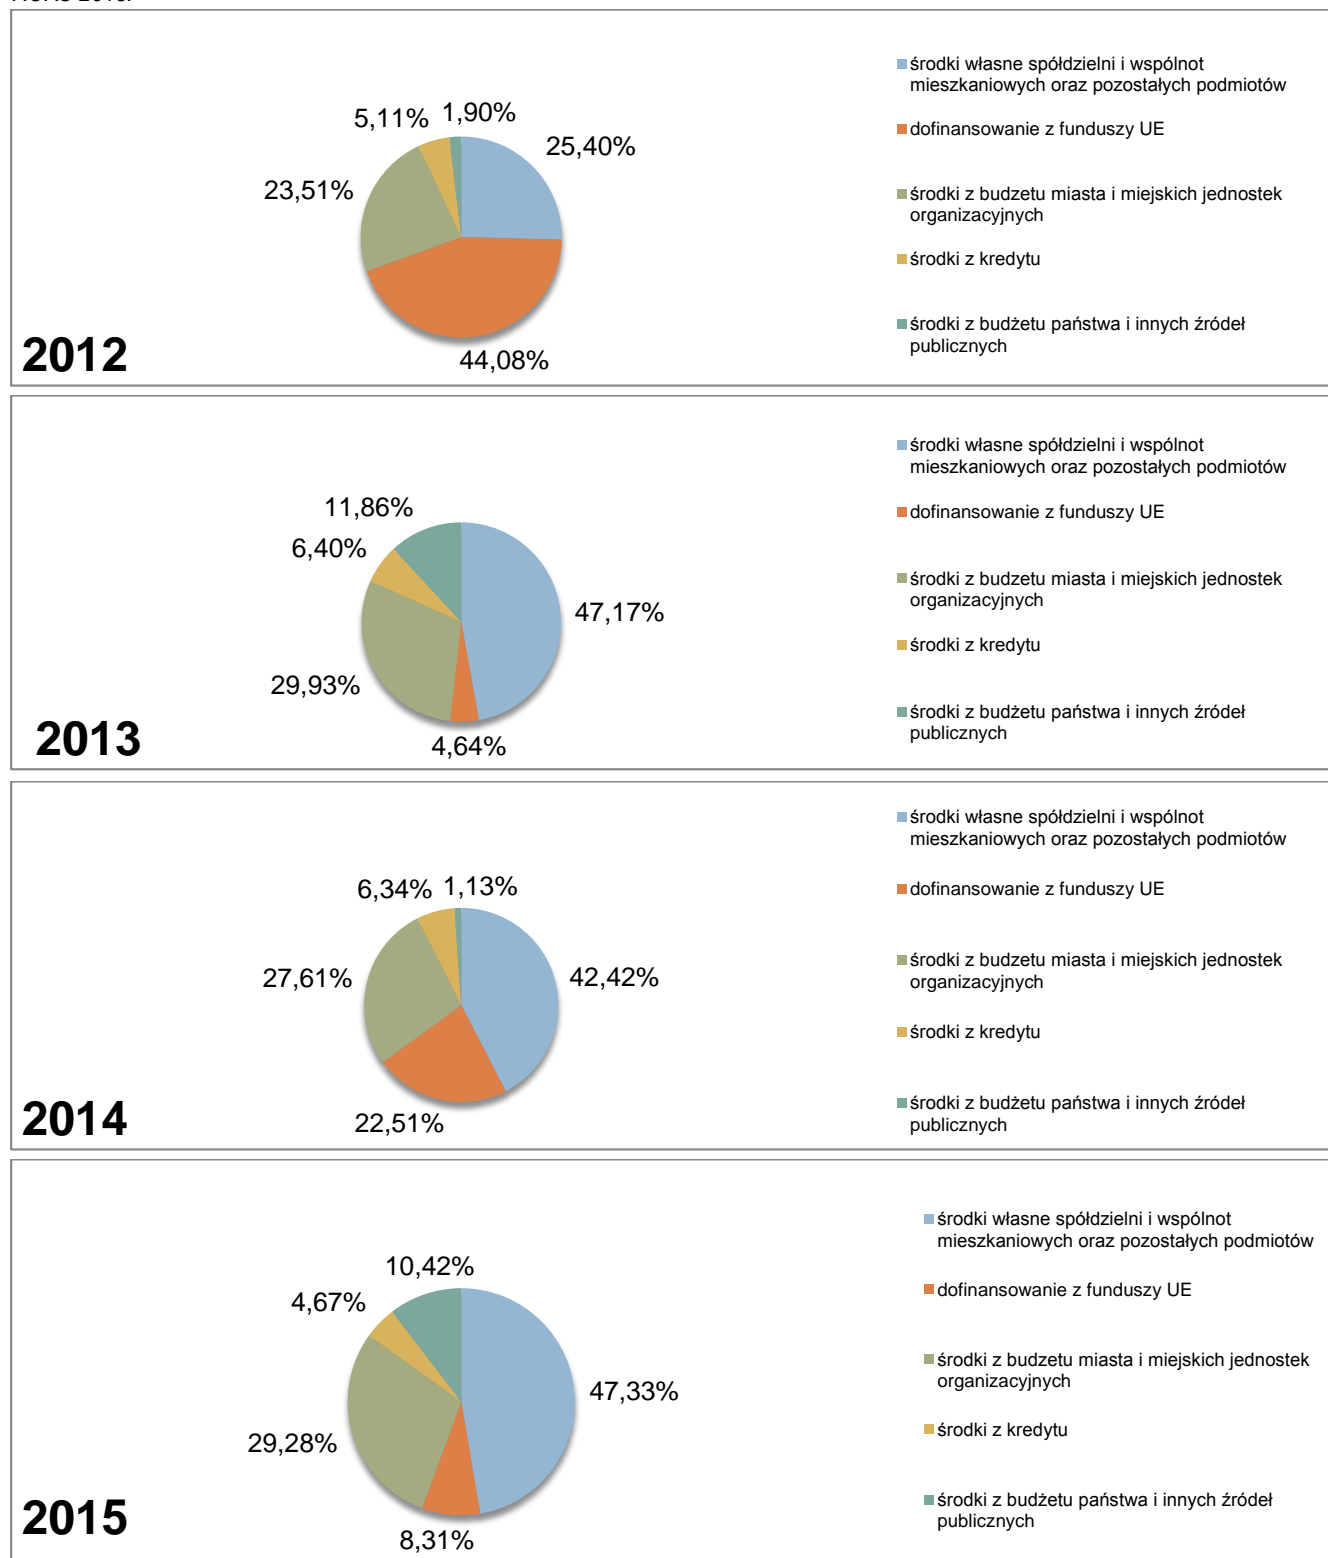 5,11%
1,90%
25,40%
23,51%
44,08%
2012
środki własne spółdzielni i wspólnot
mieszkaniowych oraz pozostałych podmiotów
dofinansowanie z funduszy UE
środki z budzetu miasta i miejskich jednostek
organizacyjnych
środki z kredytu
środki z budżetu państwa i innych źródeł
publicznych
11,86%
6,40%
47,17%
29,93%
4,64%
2013
środki własne spółdzielni i wspólnot
mieszkaniowych oraz pozostałych podmiotów
dofinansowanie z funduszy UE
środki z budzetu miasta i miejskich jednostek
organizacyjnych
środki z kredytu
środki z budżetu państwa i innych źródeł
publicznych
6,34%
1,13%
42,42%
27,61%
22,51%
2014
środki własne spółdzielni i wspólnot
mieszkaniowych oraz pozostałych podmiotów
dofinansowanie z funduszy UE
środki z budzetu miasta i miejskich jednostek
organizacyjnych
środki z kredytu
środki z budżetu państwa i innych źródeł
publicznych
10,42%
4,67%
47,33%
29,28%
8,31%
2015
środki własne spółdzielni i wspólnot
mieszkaniowych oraz pozostałych podmiotów
dofinansowanie z funduszy UE
środki z budzetu miasta i miejskich jednostek
organizacyjnych
środki z kredytu
środki z budżetu państwa i innych źródeł
publicznych